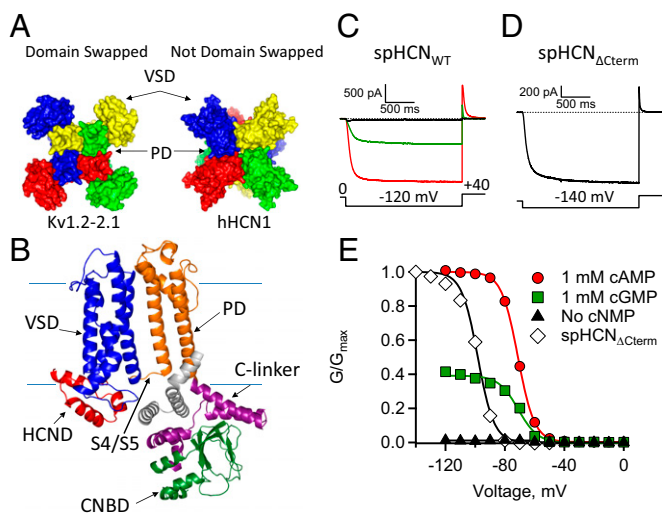 A
Domain Swapped
Not Domain Swapped
VSD
PD
Kv1.2-2.1
hHCN1
B
VSD
PD
C-linker
HCND
S4/S5
CNBD
C
spHCNWT
500 pA
500 ms
0
-120 mV
+40
D
spHCNΔCterm
200 pA
500 ms
-140 mV
E
1 mM cAMP
1 mM cGMP
No cNMP
spHCNΔCterm
G/Gmax
1.0
0.8
0.6
0.4
0.2
0.0
-120
-80
-40
0
Voltage, mV